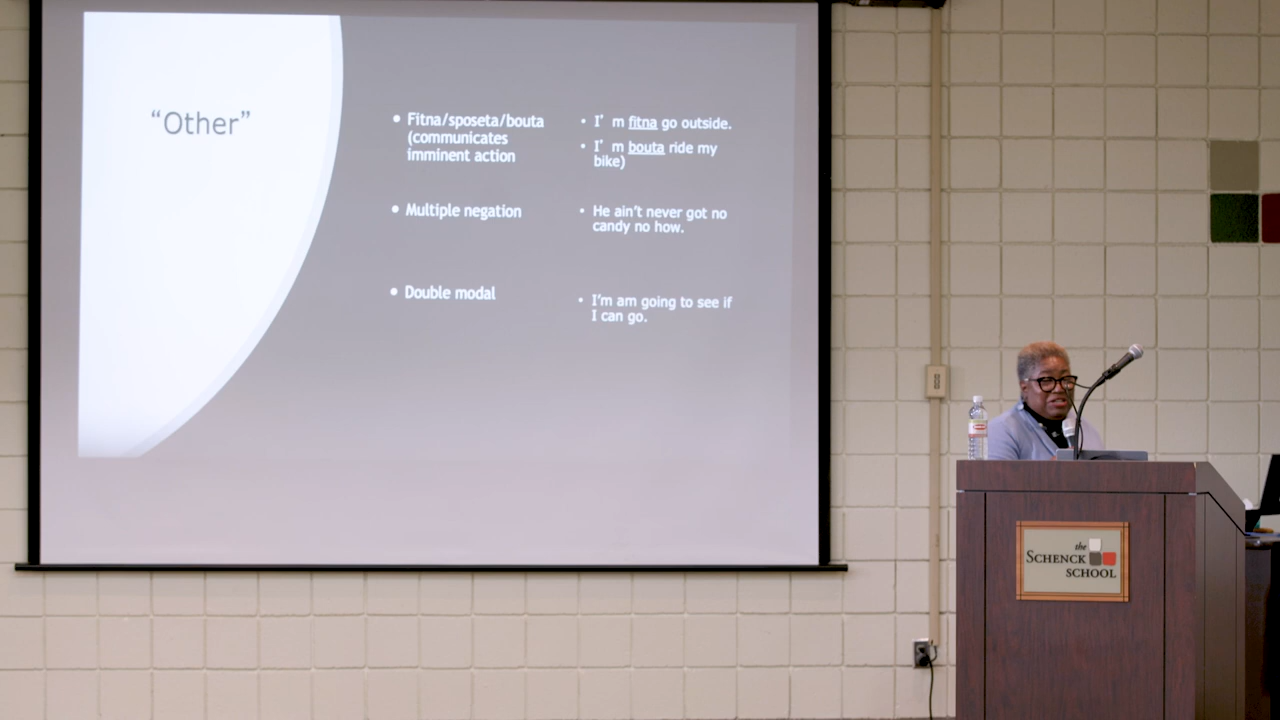 “Other”
• Fitna/sposeta/bouta
(communicates
imminent action
• I’ m fitna go outside.
• I’ m bouta ride my
bike)
• Multiple negation
• He ain’t never got no
candy no how.
• Double modal
• I’m am going to see if
I can go.
the
SCHENCK
SCHOOL